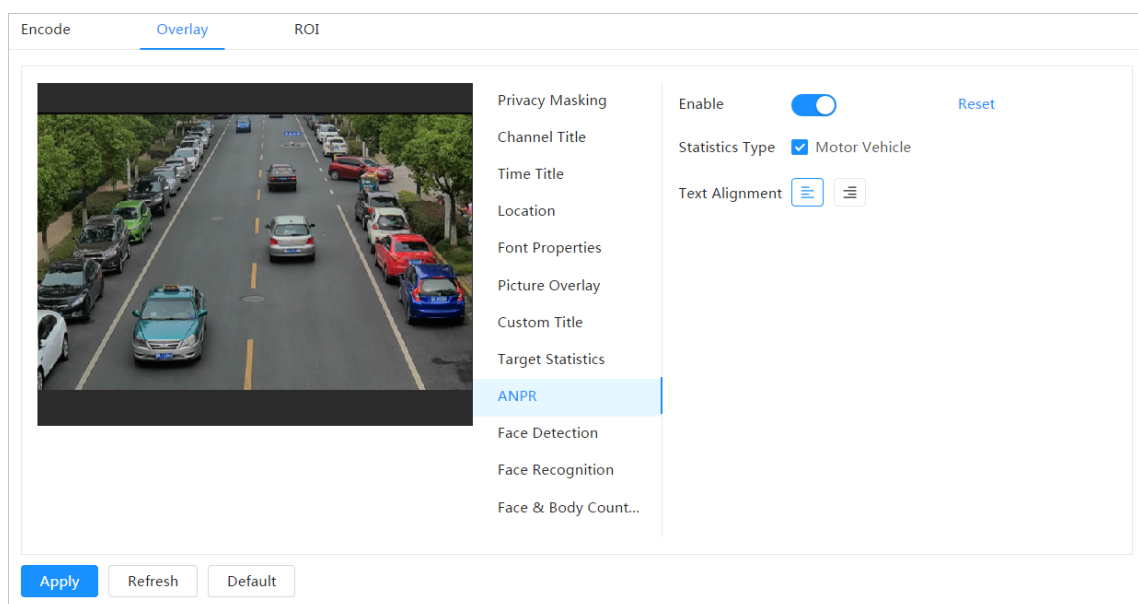 Encode Overlay ROI
Privacy Masking
Channel Title
Time Title
Location
Font Properties
Picture Overlay
Custom Title
Target Statistics
ANPR
Face Detection
Face Recognition
Face & Body Count...
Enable Reset
Statistics Type Motor Vehicle
Text Alignment
Apply Refresh Default